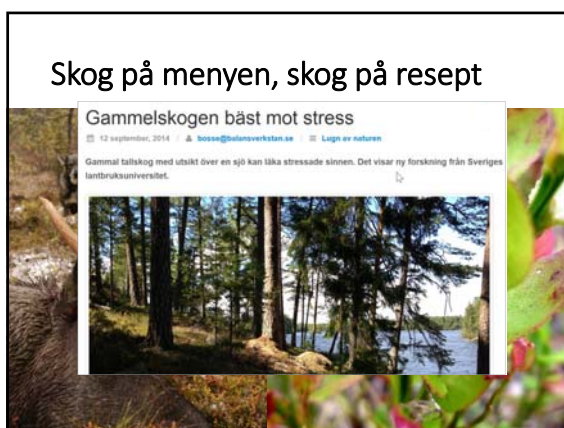 Skog på menyen, skog på resept
Gammelskogen bäst mot stress
12 september, 2014 / bosse@balansverkstan.se / Lugn av naturen
Gammal tallskog med utsikt över en sjö kan läka stressade sinnen. Det visar ny forskning från Sveriges
lantbruksuniversitet.